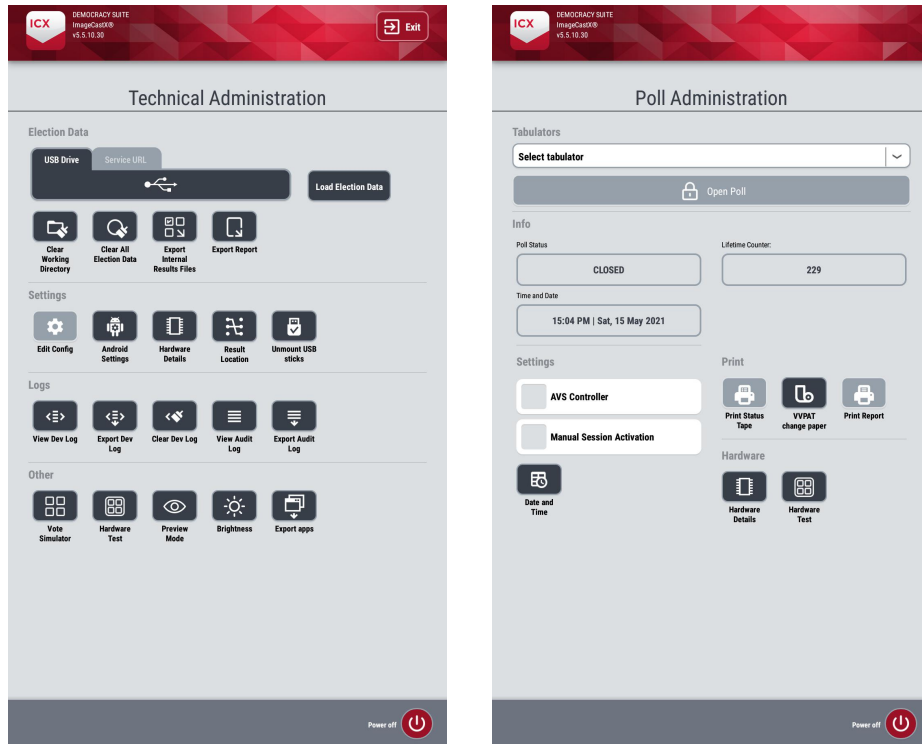 ICX
DEMOCRACY SUITE
ImageCastX®
v5.5.10.30
Exit
Technical Administration
Election Data
USB Drive
Service URL
Load Election Data
Clear
Working
Directory
Clear All
Election Data
Export
Internal
Results Files
Export Report
Settings
Edit Config
Android
Settings
Hardware
Details
Result
Location
Unmount USB
sticks
Logs
View Dev Log
Export Dev
Log
Clear Dev Log
View Audit
Log
Export Audit
Log
Other
Vote
Simulator
Hardware
Test
Preview
Mode
Brightness
Export apps
Power off
ICX
DEMOCRACY SUITE
ImageCastX®
v5.5.10.30
Poll Administration
Tabulators
Select tabulator
Open Poll
Info
Poll Status
CLOSED
Lifetime Counter:
229
Time and Date
15:04 PM | Sat, 15 May 2021
Settings
AVS Controller
Manual Session Activation
Date and
Time
Print
Print Status
Tape
VVPAT
change paper
Print Report
Hardware
Hardware
Details
Hardware
Test
Power off